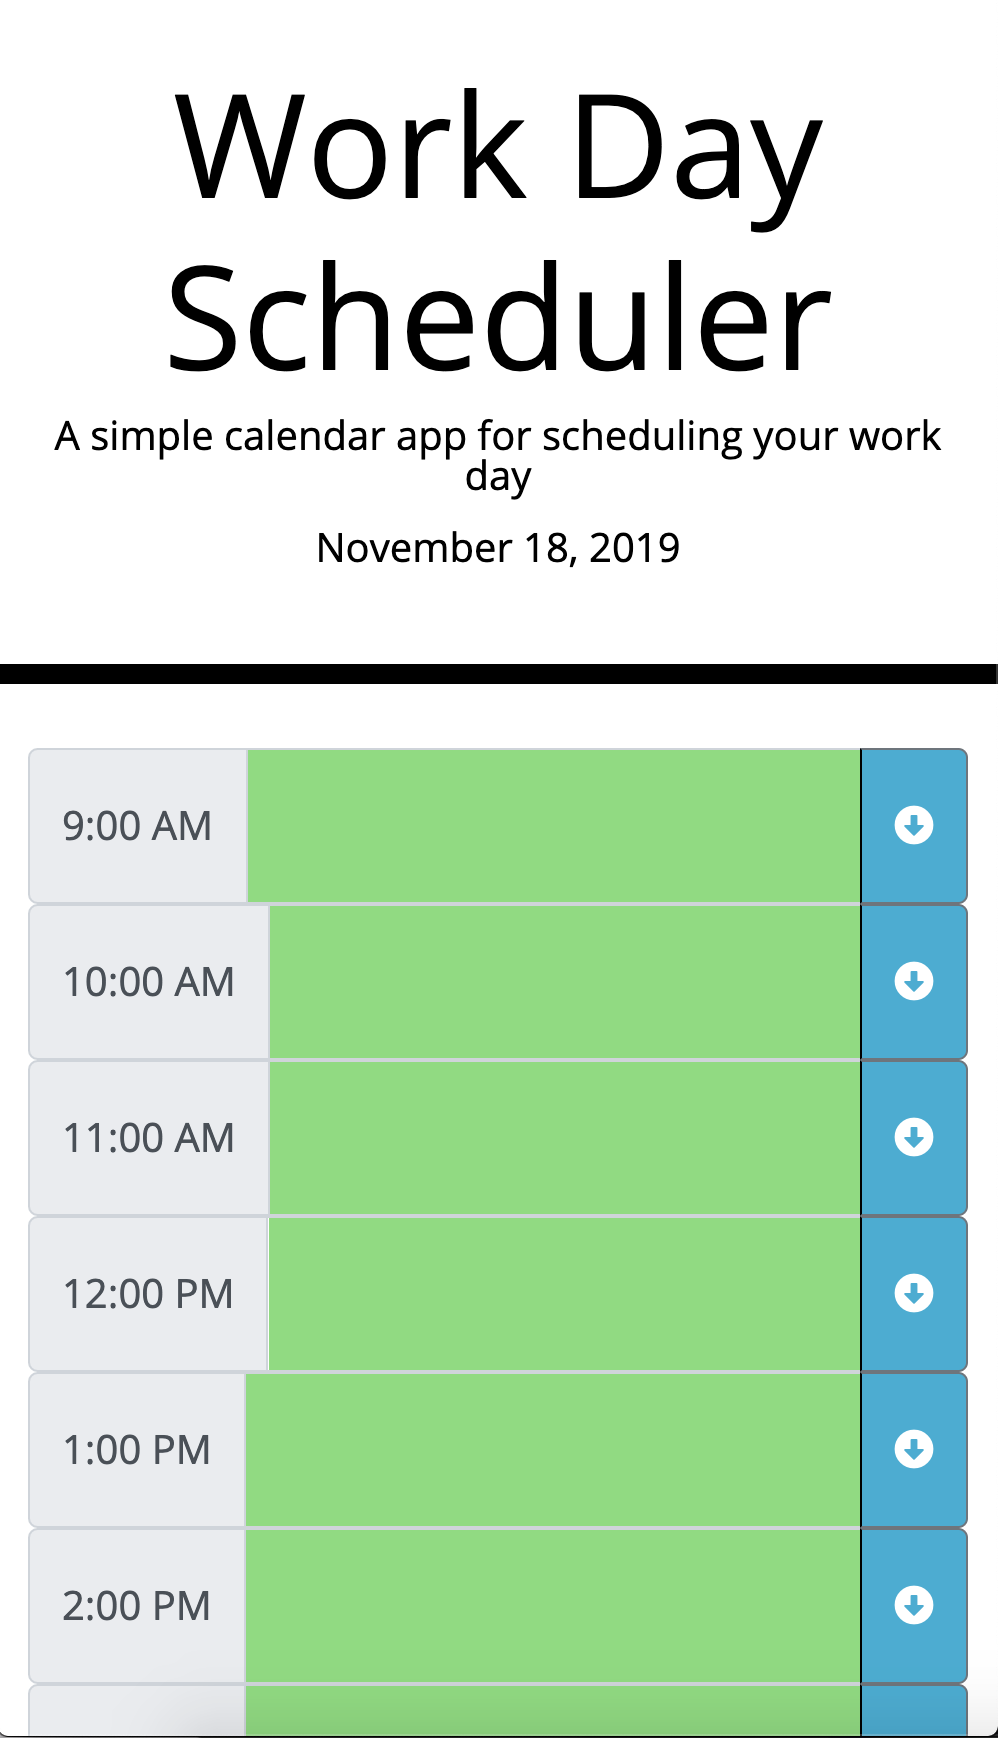 Work Day
Scheduler
A simple calendar app for scheduling your work
day
November 18, 2019
9:00 AM
10:00 AM
11:00 AM
12:00 PM
1:00 PM
2:00 PM